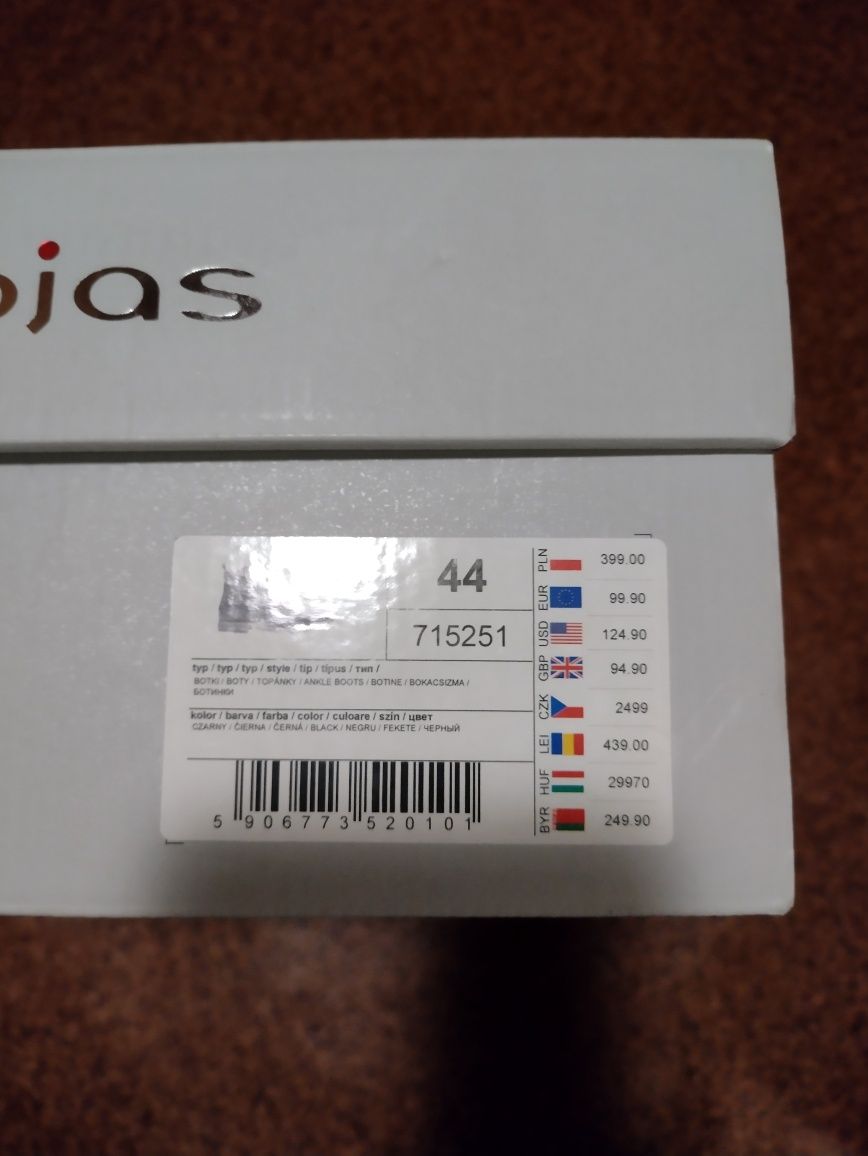 ojas
44
715251
typ / typ / typ / style / tip / típus / тип /
BOTKI / BOTY / TOPÁNKY / ANKLE BOOTS / BOTINE / BOKACSIZMA /
БОТИНКИ
kolor / barva / farba / color / culoare / szín / цвет
CZARNY / ČIERNA / ČERNÁ / BLACK / NEGRU / FEKETE / ЧЕРНЫЙ
5 906773 520101
PLN 399.00
EUR 99.90
USD 124.90
GBP 94.90
CZK 2499
LEI 439.00
HUF 29970
BYR 249.90